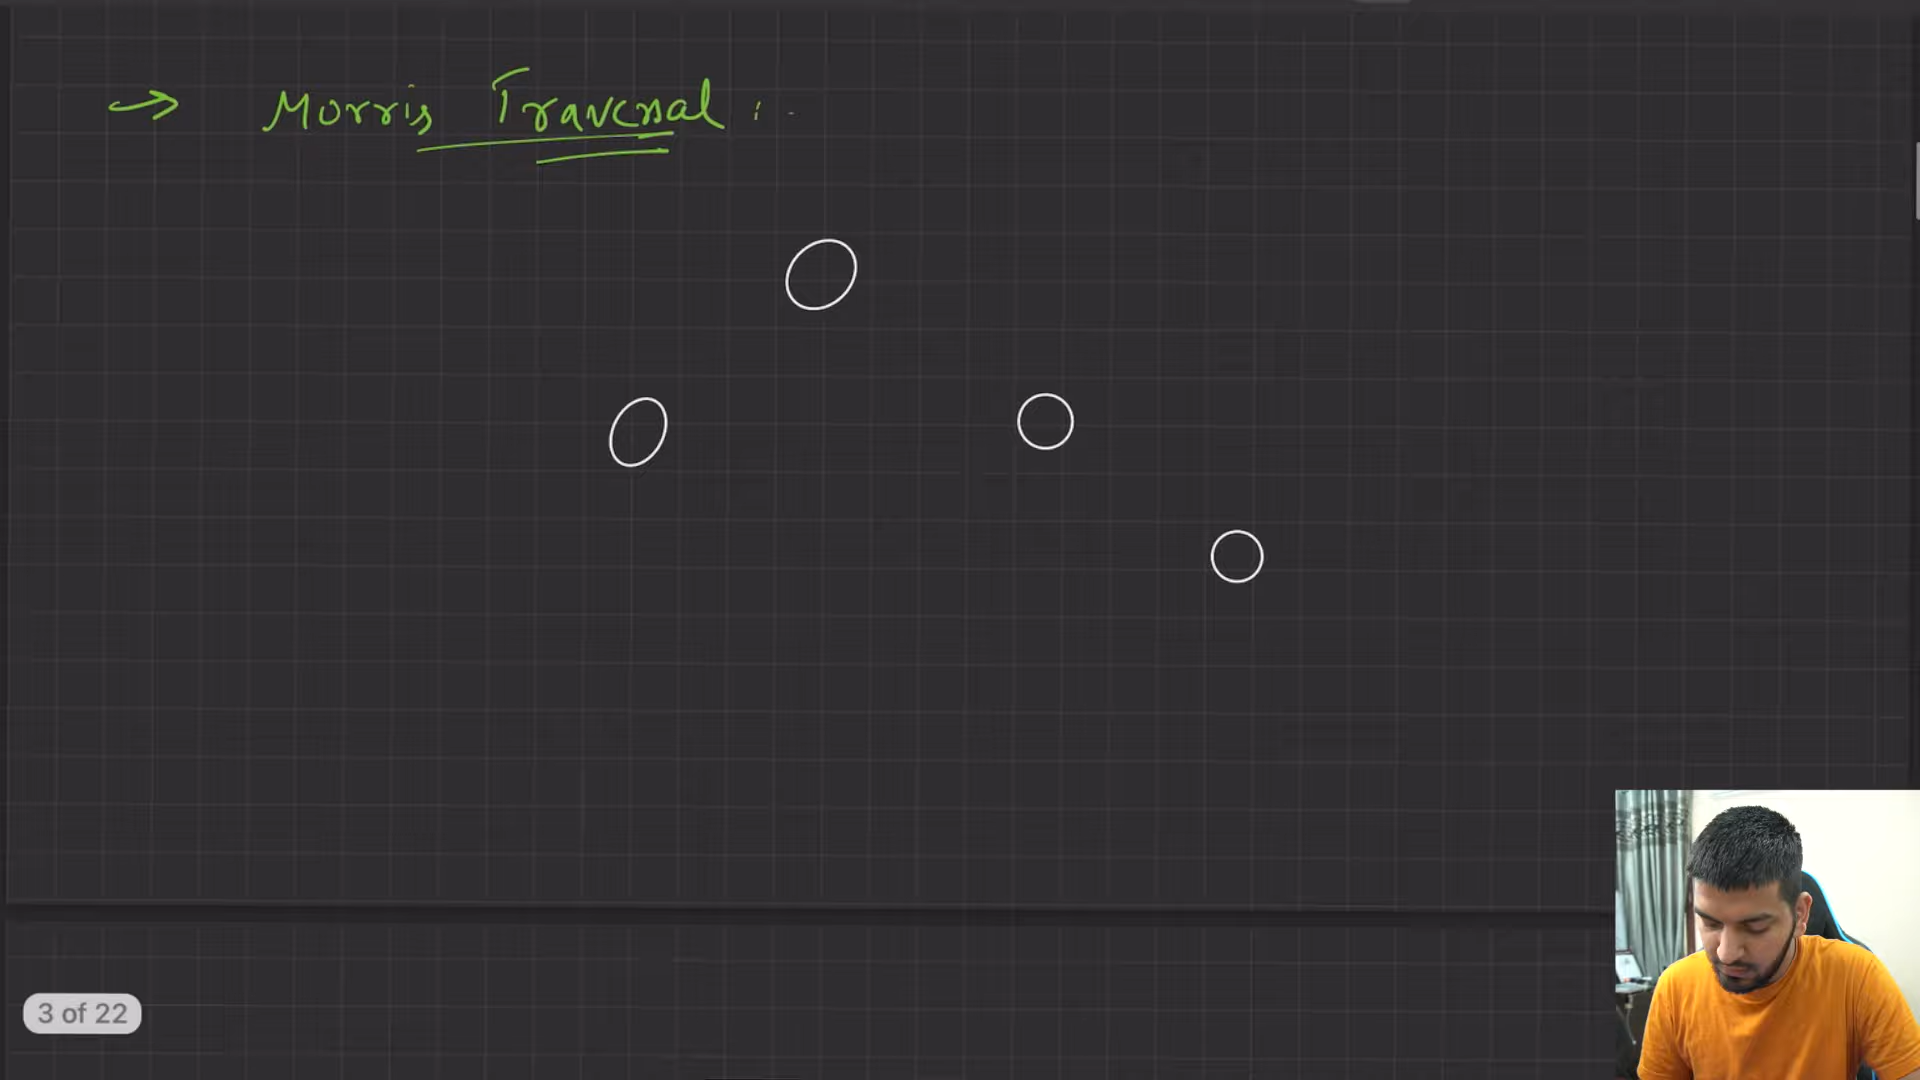 → Morris Traversal :-
3 of 22